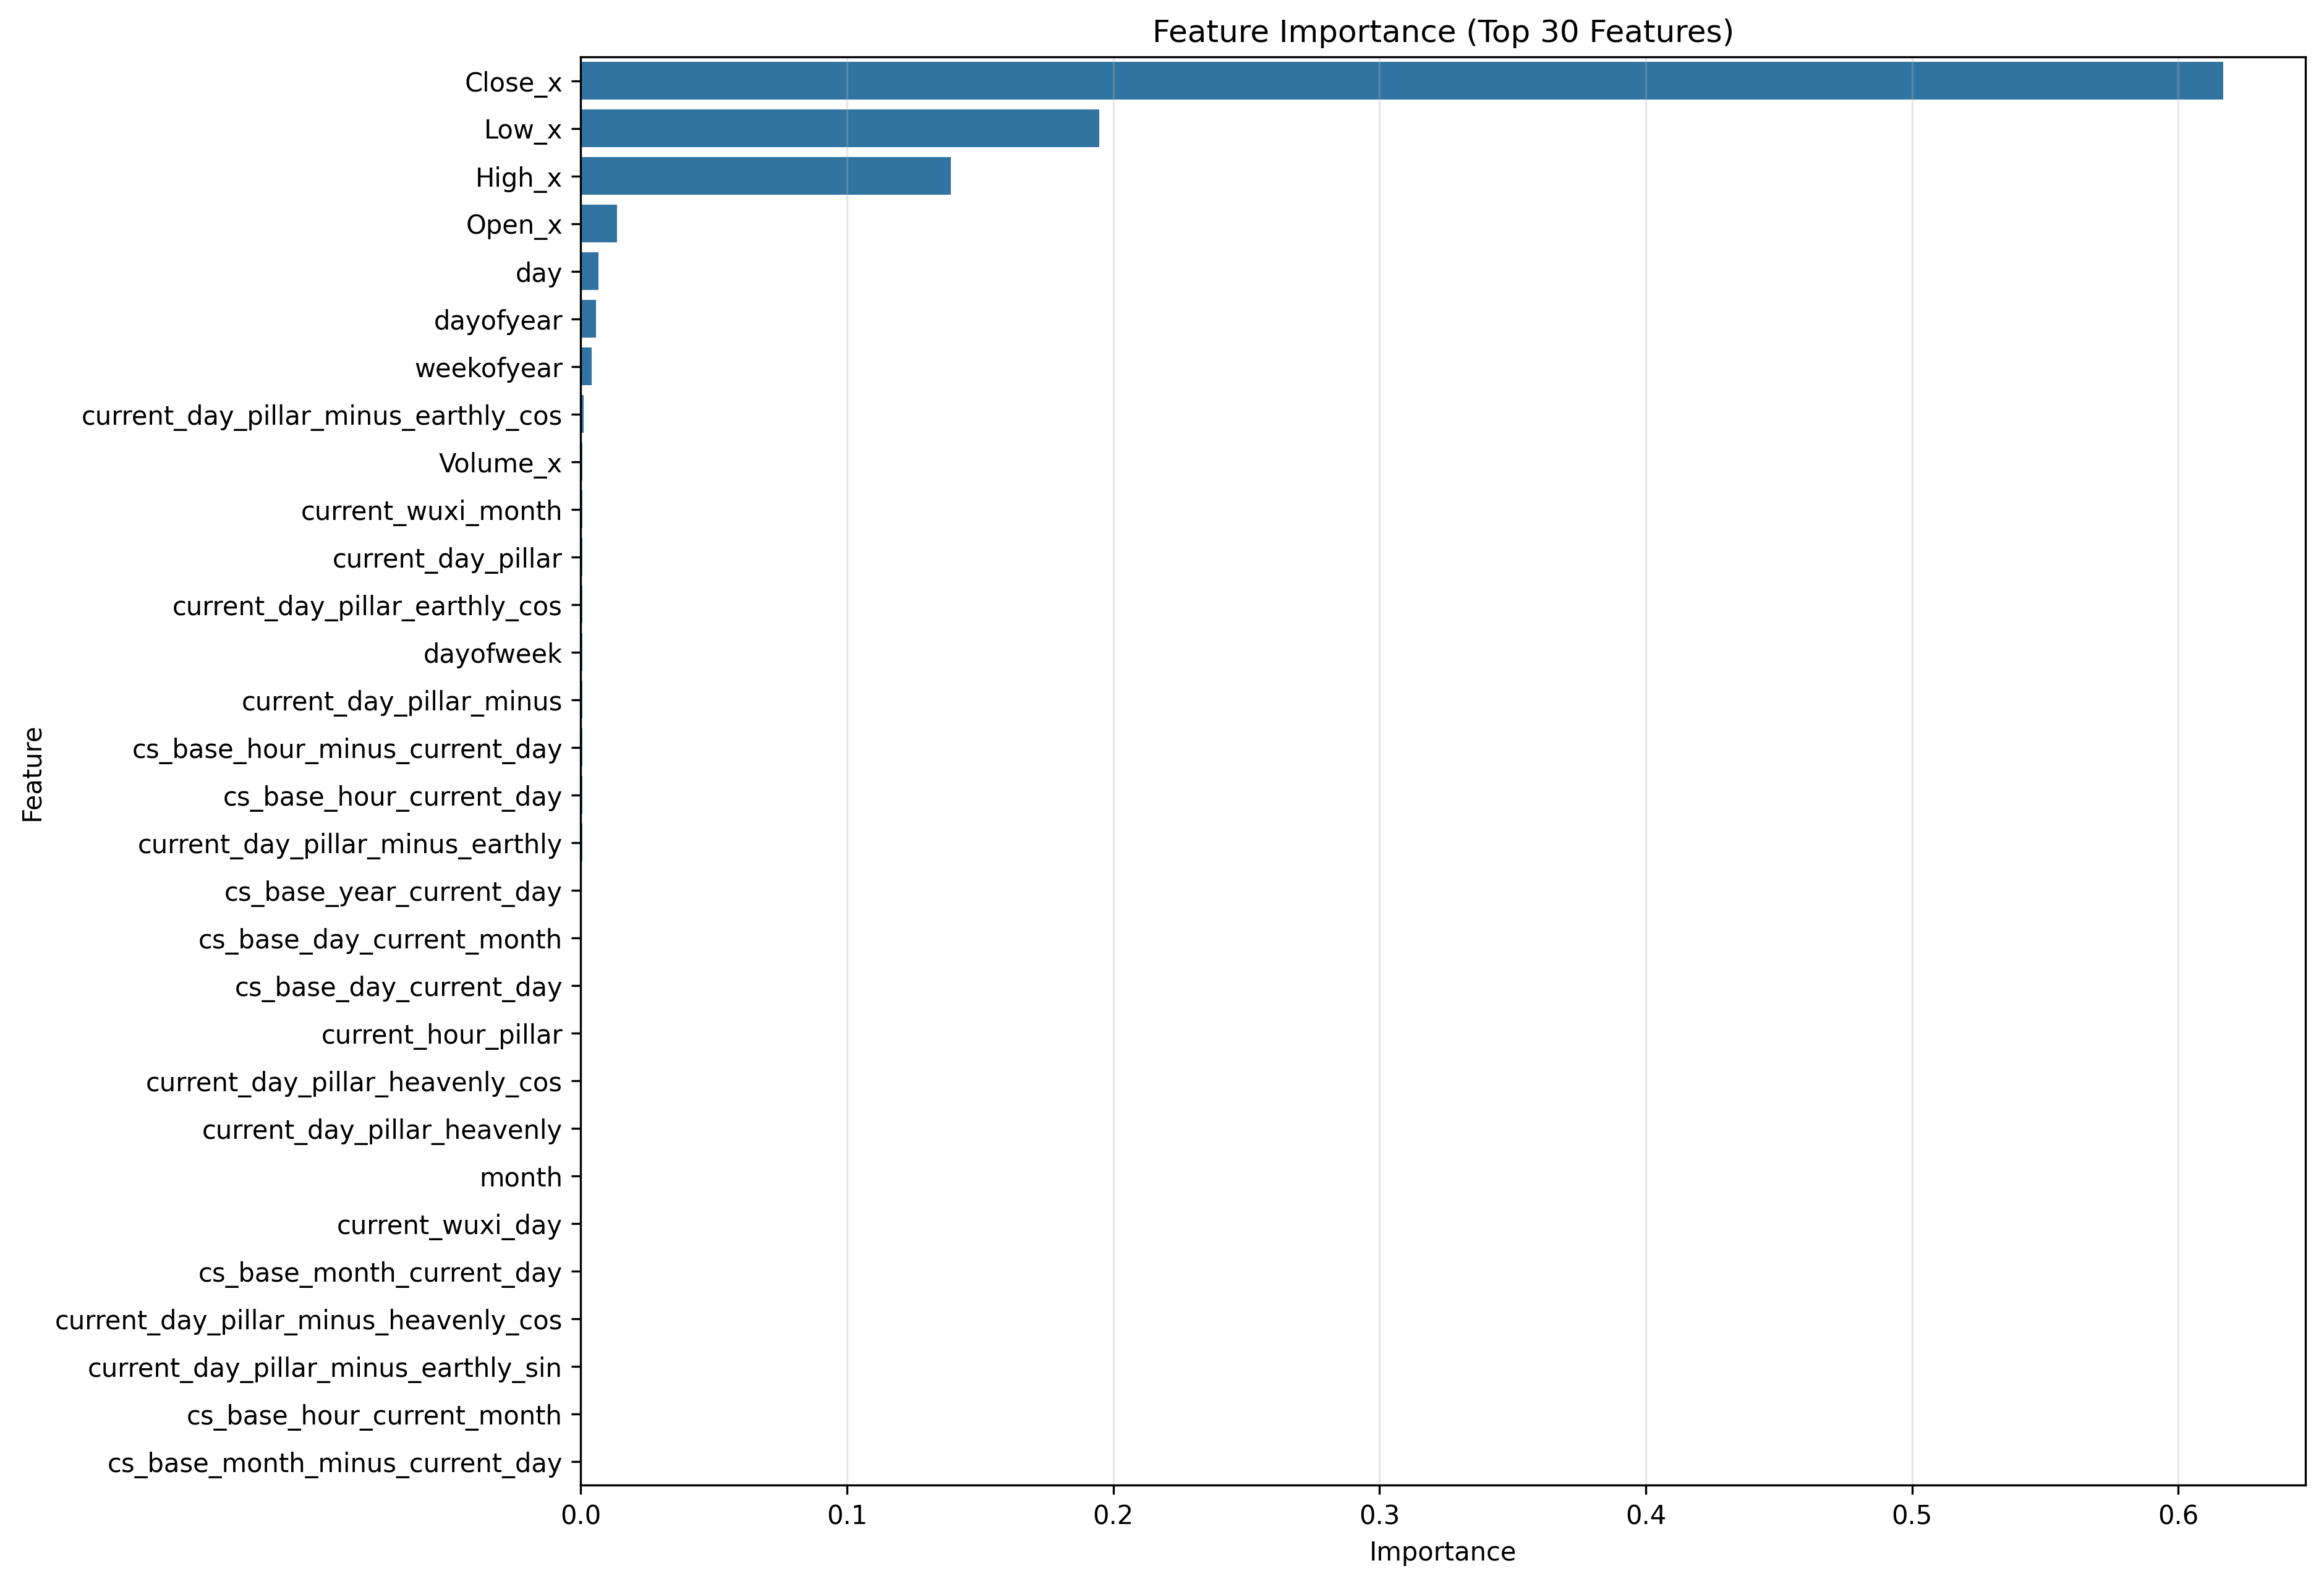 Feature Importance (Top 30 Features)
Close_x
Low_x
High_x
Open_x
day
dayofyear
weekofyear
current_day_pillar_minus_earthly_cos
Volume_x
current_wuxi_month
current_day_pillar
current_day_pillar_earthly_cos
dayofweek
current_day_pillar_minus
cs_base_hour_minus_current_day
cs_base_hour_current_day
current_day_pillar_minus_earthly
cs_base_year_current_day
cs_base_day_current_month
cs_base_day_current_day
current_hour_pillar
current_day_pillar_heavenly_cos
current_day_pillar_heavenly
month
current_wuxi_day
cs_base_month_current_day
current_day_pillar_minus_heavenly_cos
current_day_pillar_minus_earthly_sin
cs_base_hour_current_month
cs_base_month_minus_current_day
Feature
0.0 0.1 0.2 0.3 0.4 0.5 0.6
Importance